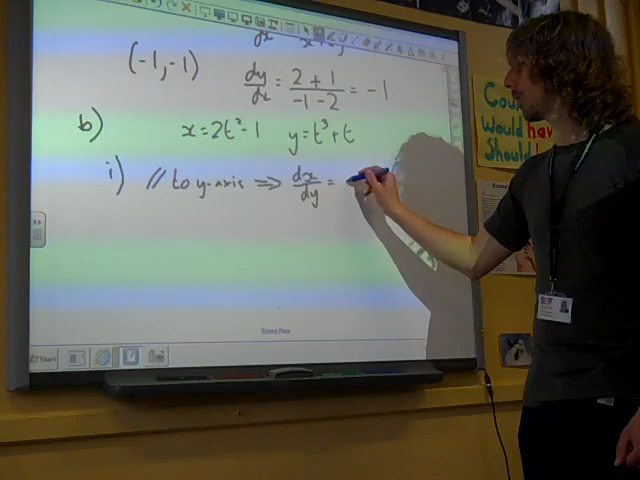 (-1,-1) dy/dx = 2+1/-1-2 = -1
b) x=2t²-1 y=t³+t
i) // to y-axis ⇒ dx/dy =
Could
Would have
Should
Start